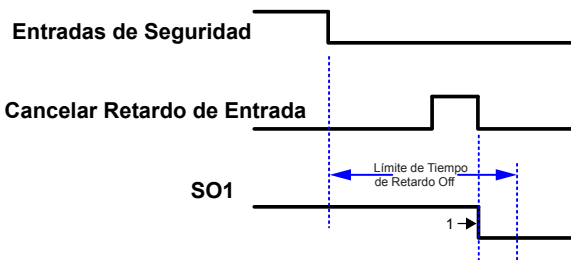 Entradas de Seguridad
Cancelar Retardo de Entrada
Límite de Tiempo
de Retardo Off
SO1
1